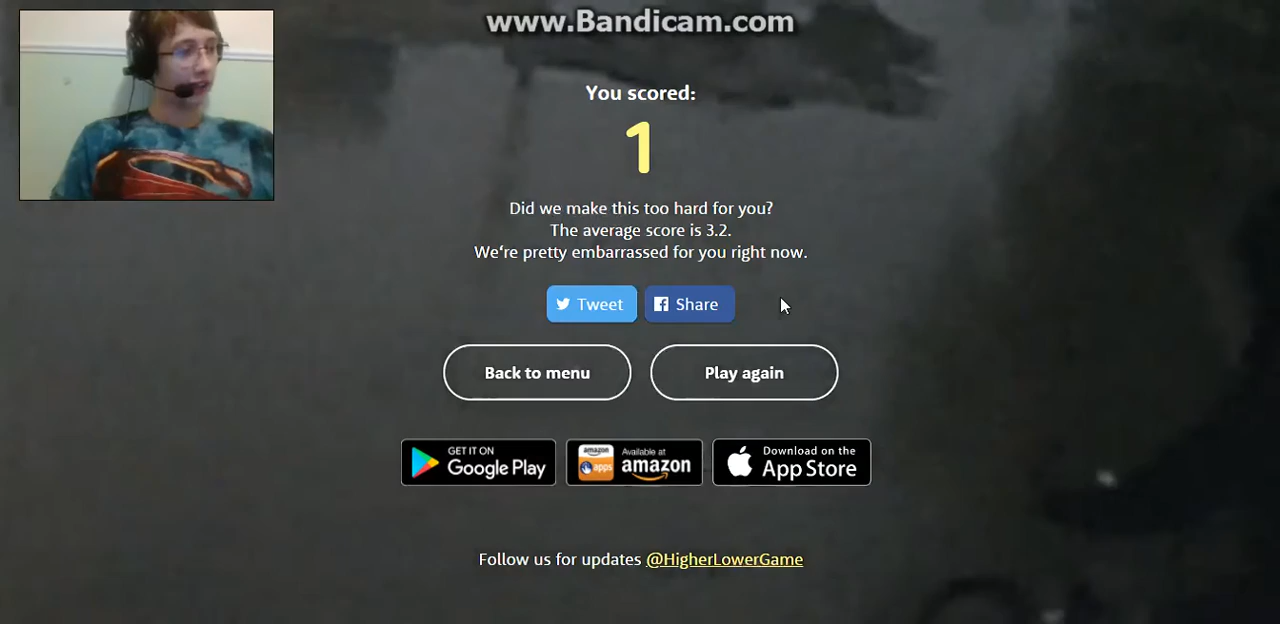 www.Bandicam.com
You scored:
1
Did we make this too hard for you?
The average score is 3.2.
We're pretty embarrassed for you right now.
Tweet
Share
Back to menu
Play again
GET IT ON
Google Play
amazon
apps
Available at
amazon
Download on the
App Store
Follow us for updates @HigherLowerGame